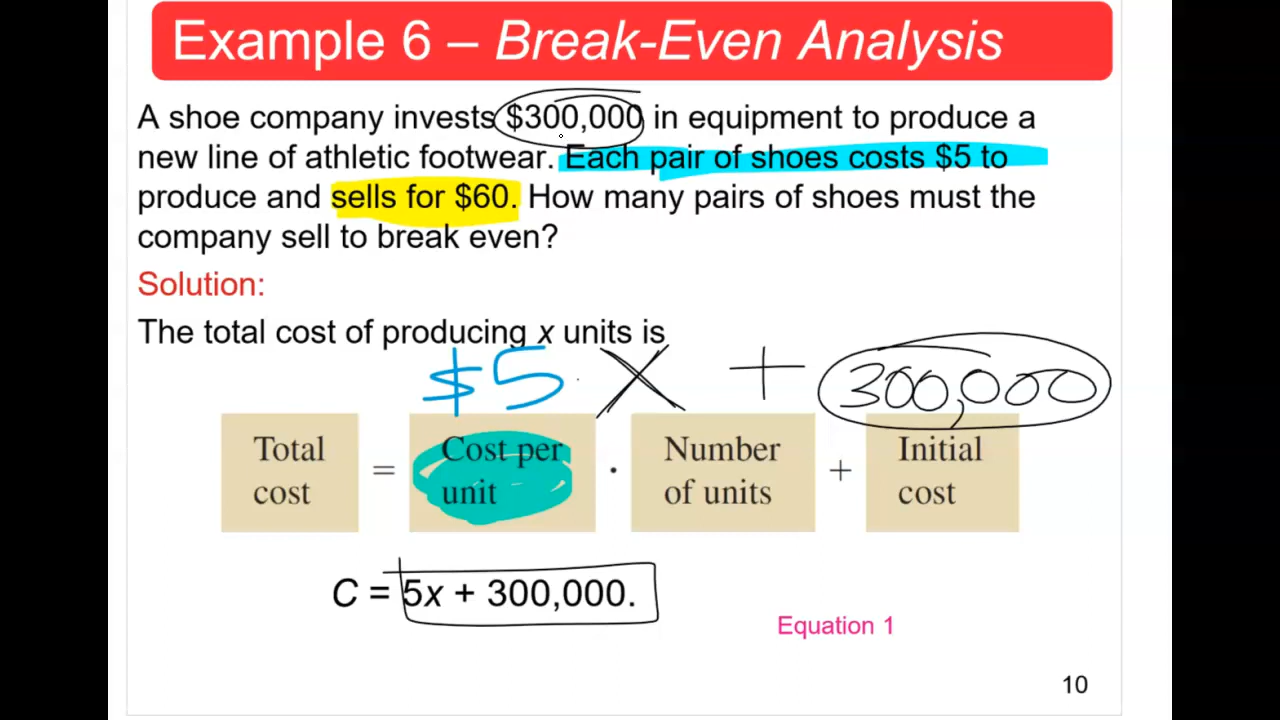 Example 6 – Break-Even Analysis
A shoe company invests $300,000 in equipment to produce a
new line of athletic footwear. Each pair of shoes costs $5 to
produce and sells for $60. How many pairs of shoes must the
company sell to break even?
Solution:
The total cost of producing x units is
$5 x + 300,000
Total cost = Cost per unit · Number of units + Initial cost
C = 5x + 300,000.
Equation 1
10